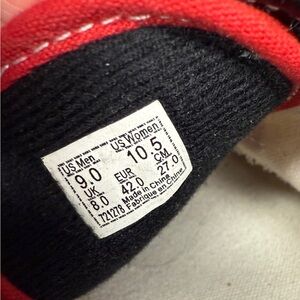 US Men US Women
9.0 10.5
UK EUR CM
8.0 42.0 27.0
721278 Made in China
Fabriqué en China